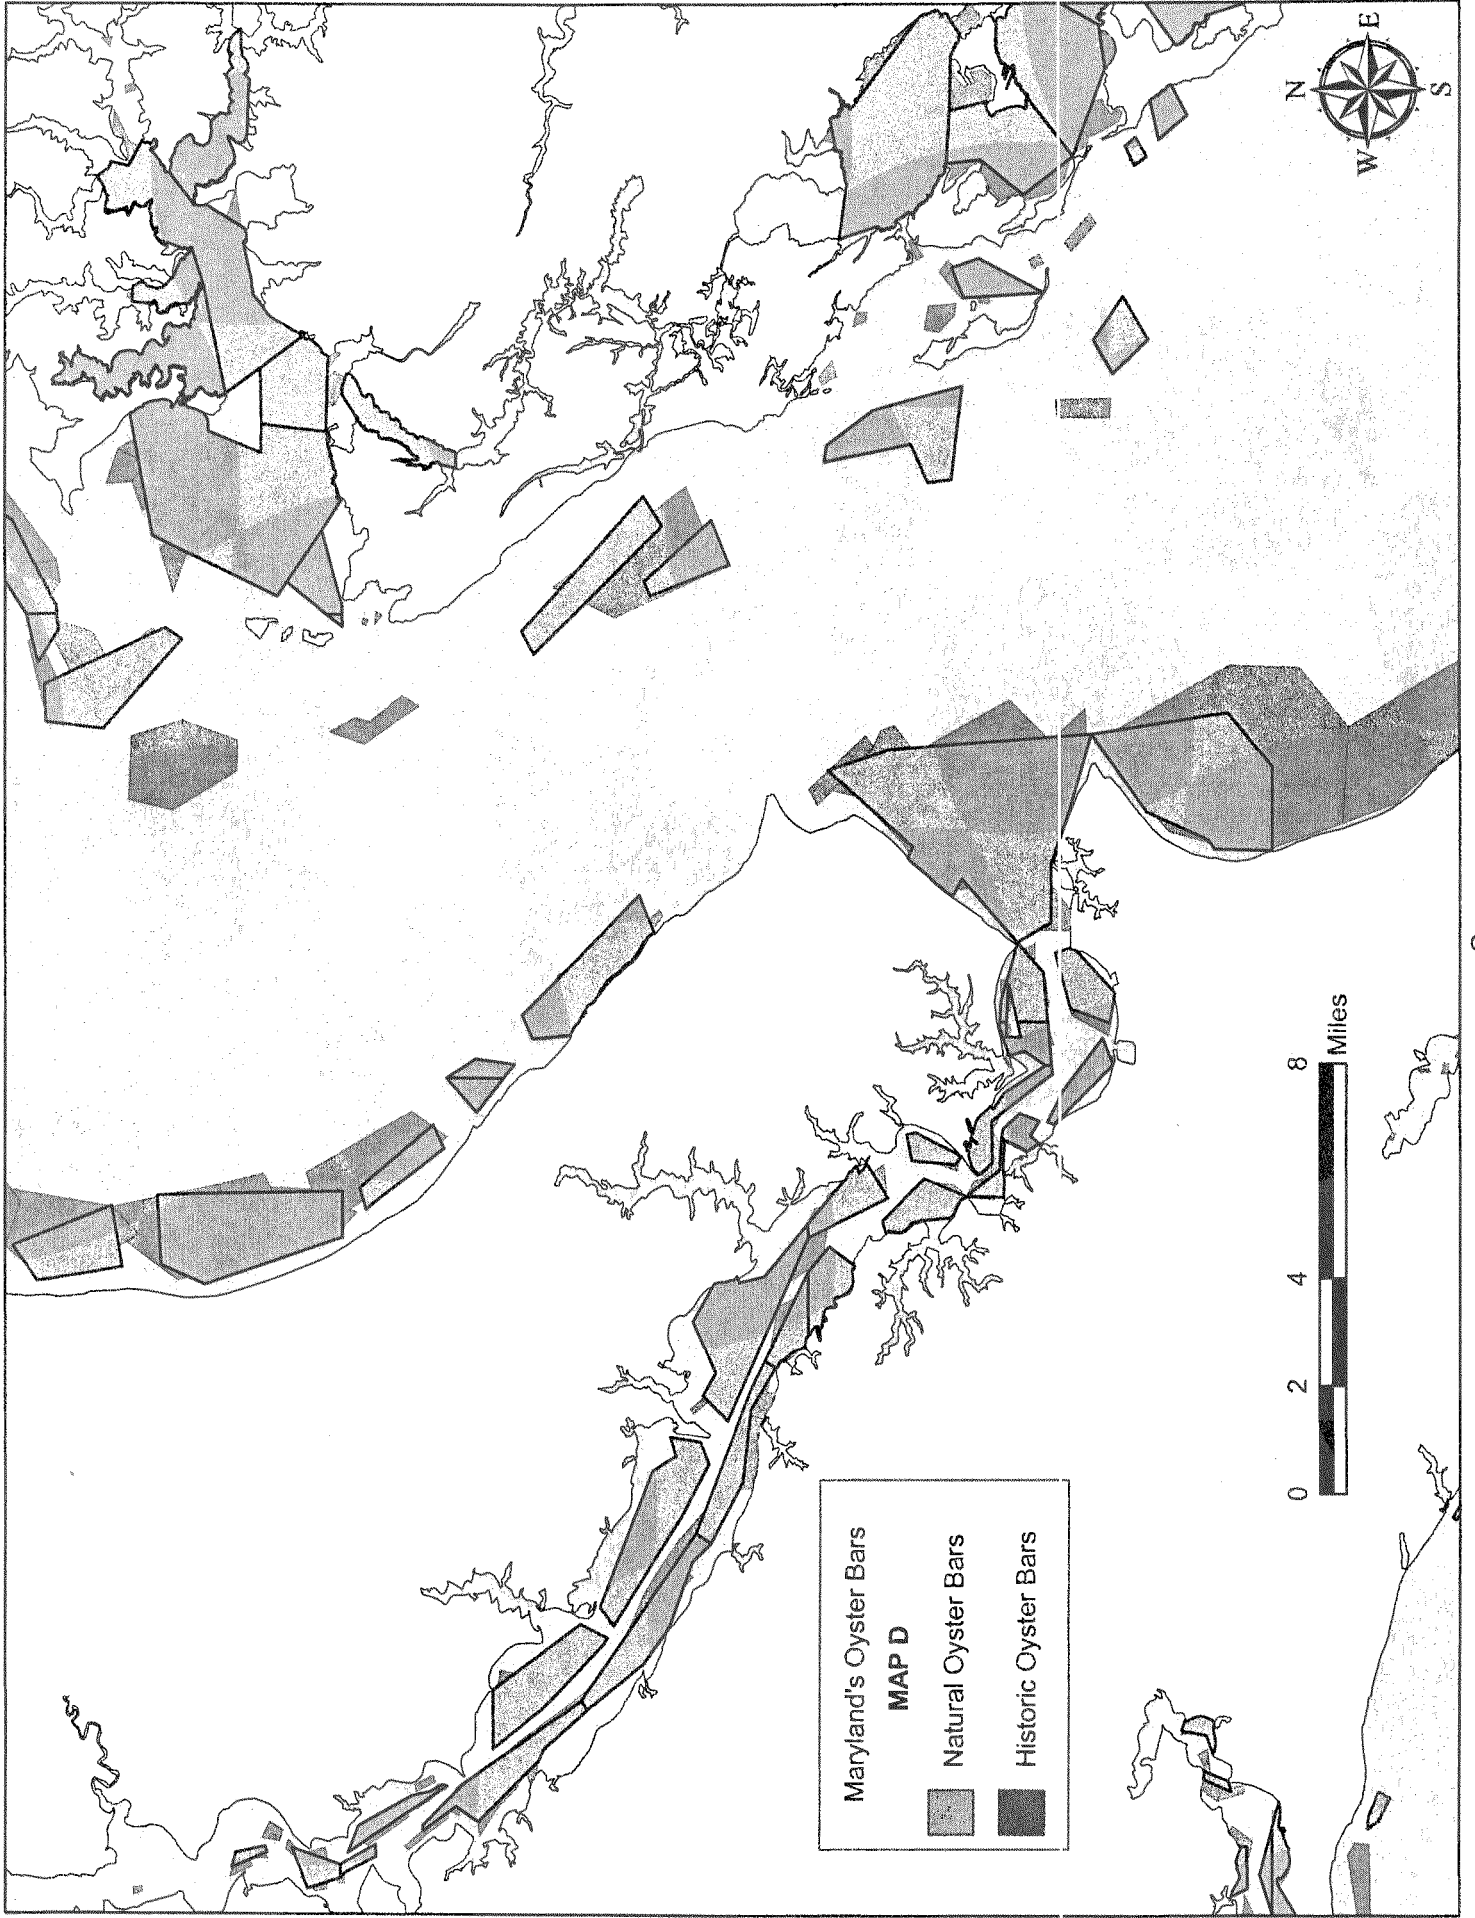 Maryland's Oyster Bars
MAP D
Natural Oyster Bars
Historic Oyster Bars
0 2 4 8
Miles
N
E
S
W